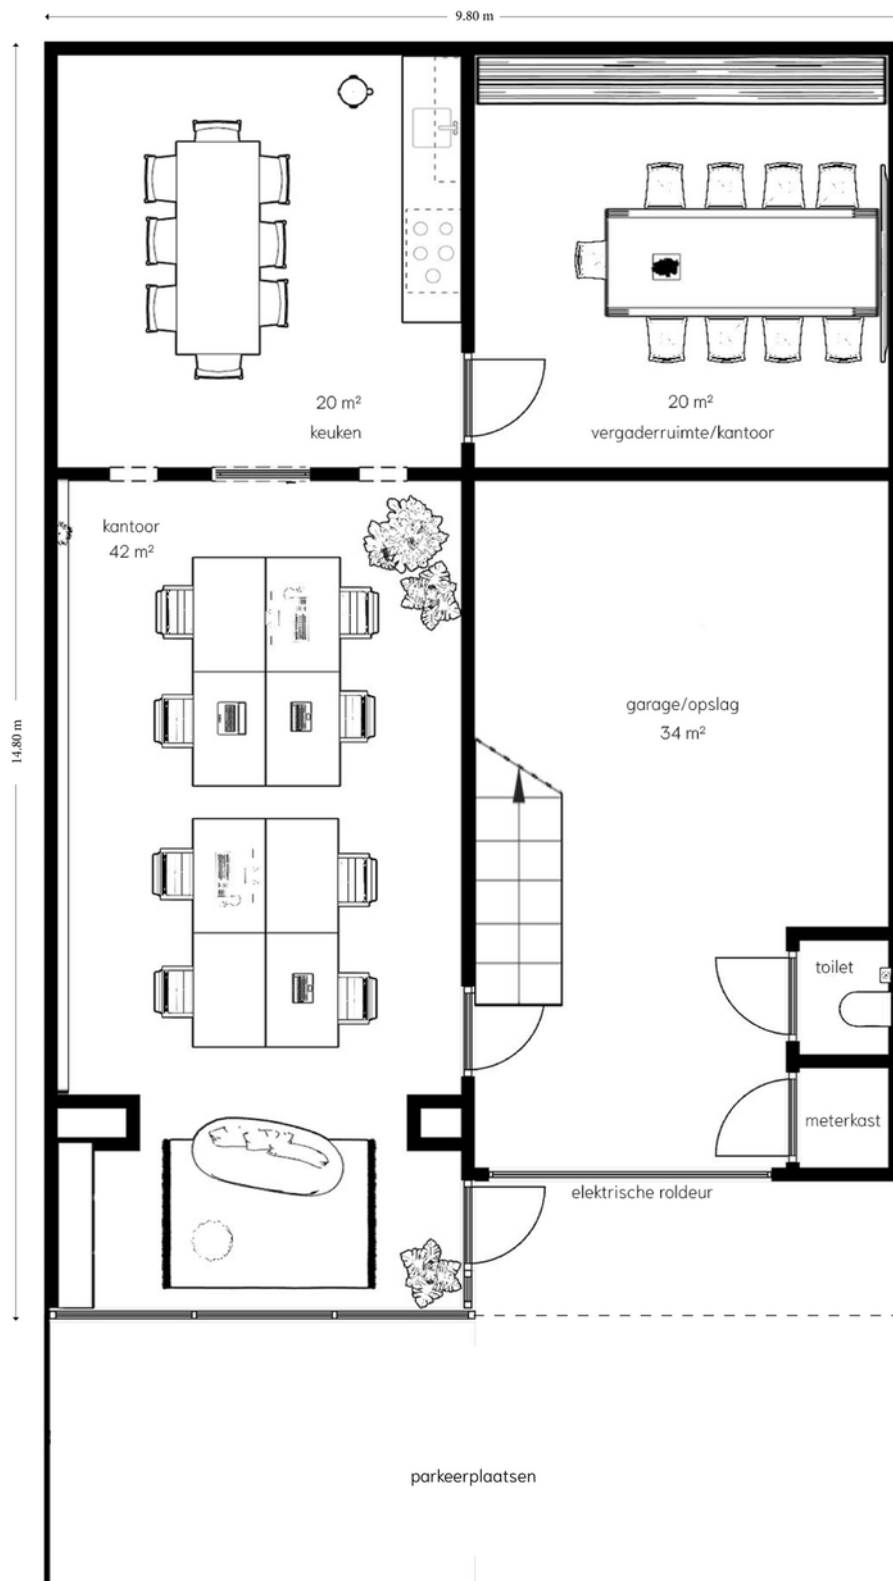 9.80 m
20 m²
keuken
20 m²
vergaderruimte/kantoor
kantoor
42 m²
garage/opslag
34 m²
14.80 m
toilet
meterkast
elektrische roldeur
parkeerplaatsen